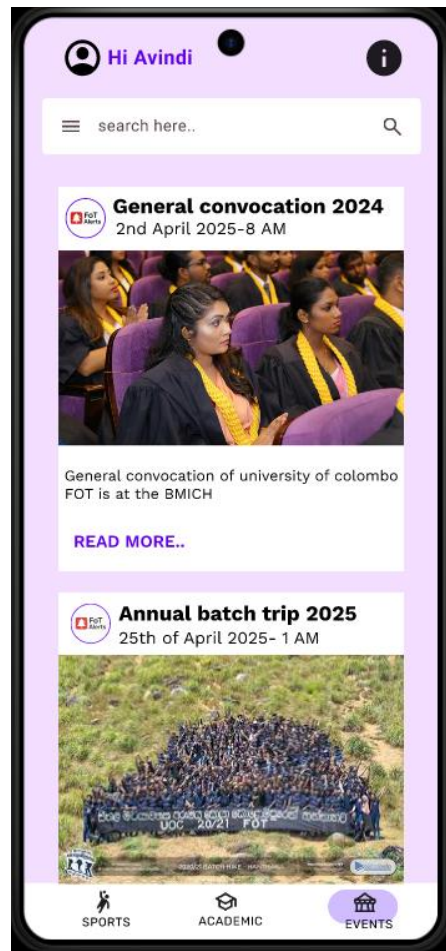 Hi Avindi
i
search here..
FoT
Alerts
General convocation 2024
2nd April 2025-8 AM
General convocation of university of colombo
FOT is at the BMICH
READ MORE..
FoT
Alerts
Annual batch trip 2025
25th of April 2025- 1 AM
UOC 20/21 FOT
SPORTS
ACADEMIC
EVENTS